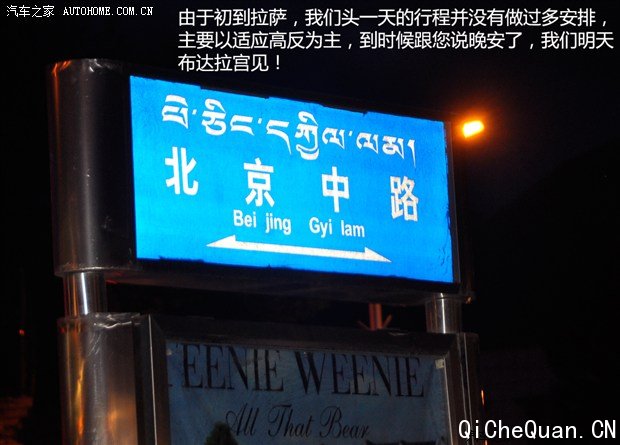 汽车之家 AUTOHOME.COM.CN
由于初到拉萨，我们头一天的行程并没有做过多安排，
主要以适应高反为主，到时候跟您说晚安了，我们明天
布达拉宫见！
པེ་ཅིང་དཀྱིལ་ལམ།
北京中路
Bei jing Gyi lam
EENIE WEENIE
All That Bear
QiCheQuan.CN